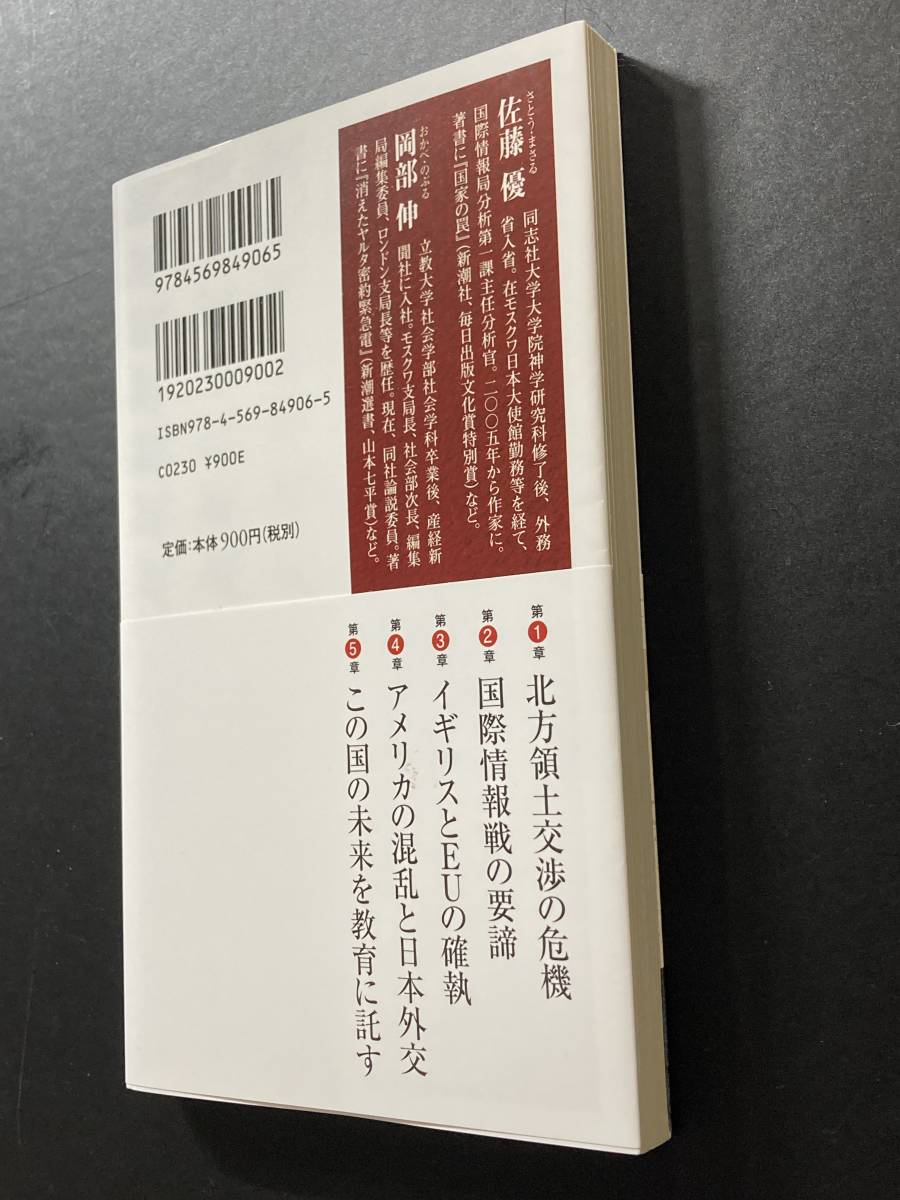 さとう・まさる
佐藤 優
同志社大学大学院神学研究科修了後、外務
省入省。在モスクワ日本大使館勤務等を経て、
国際情報局分析第一課主任分析官。二〇〇五年から作家に。
著書に『国家の罠』(新潮社、毎日出版文化賞特別賞)など。
おかべ・のぶる
岡部 伸
立教大学社会学部社会学科卒業後、産経新
聞社に入社。モスクワ支局長、社会部次長、編集
局編集委員、ロンドン支局長等を歴任。現在、同社論説委員。著
書に『消えたヤルタ密約緊急電』(新潮選書、山本七平賞)など。
9784569849065
1920230009002
ISBN978-4-569-84906-5
C0230 ¥900E
定価:本体900円(税別)
第1章 北方領土交渉の危機
第2章 国際情報戦の要諦
第3章 イギリスとEUの確執
第4章 アメリカの混乱と日本外交
第5章 この国の未来を教育に託す